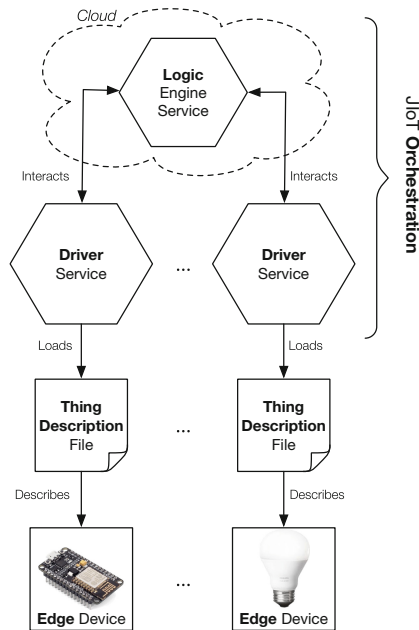 Cloud
Logic
Engine
Service
Interacts
Interacts
JIoT Orchestration
Driver
Service
...
Driver
Service
Loads
Loads
Thing
Description
File
...
Thing
Description
File
Describes
Describes
Edge Device
...
Edge Device